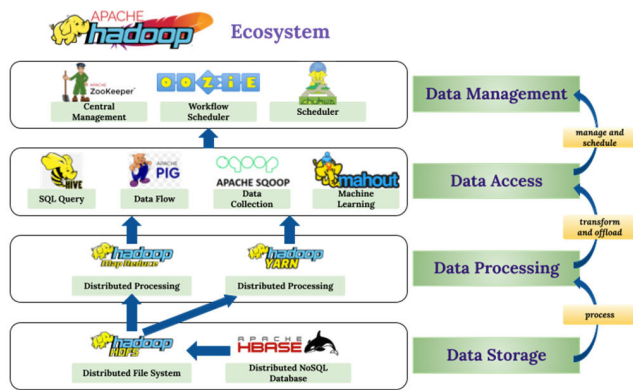 APACHE
hadoop
Ecosystem
APACHE
ZooKeeper
Central
Management
OOZIE
Workflow
Scheduler
chukwa
Scheduler
Data Management
manage and
schedule
HIVE
SQL Query
APACHE
PIG
Data Flow
sqoop
APACHE SQOOP
Data
Collection
mahout
Machine
Learning
Data Access
transform
and offload
hadoop
Map Reduce
Distributed Processing
hadoop
YARN
Distributed Processing
Data Processing
process
hadoop
HDFS
Distributed File System
APACHE
HBASE
Distributed NoSQL
Database
Data Storage